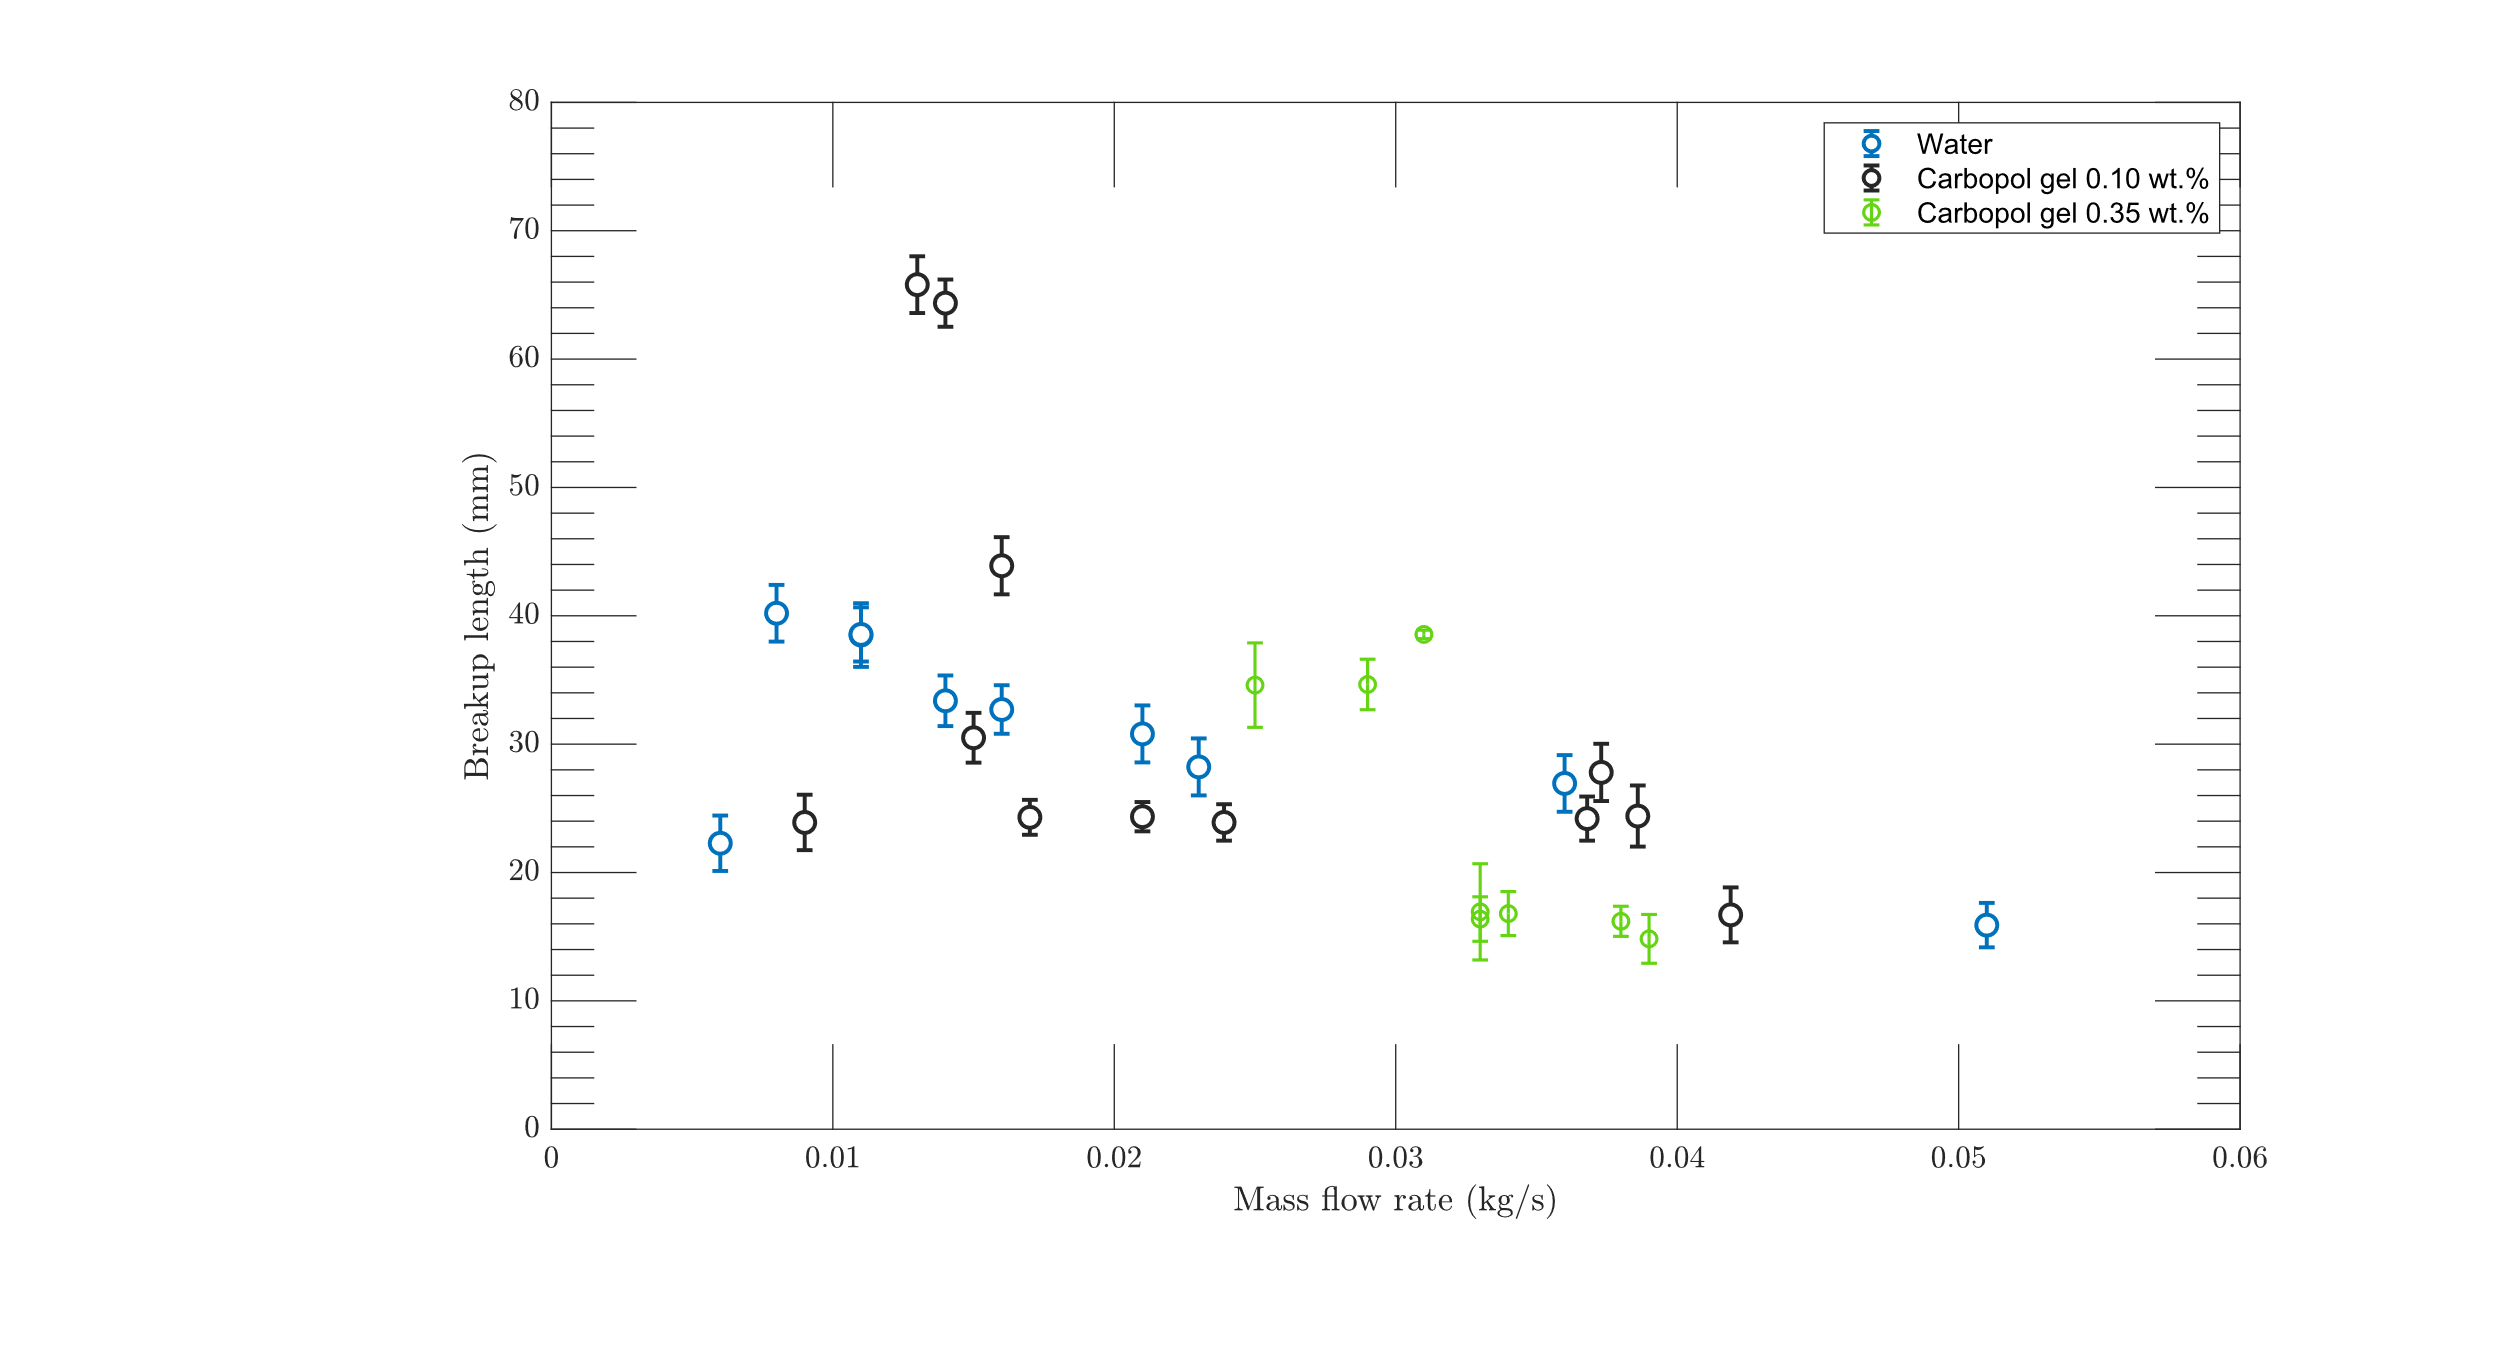 80
70
60
50
40
30
20
10
0
Breakup length (mm)
Water
Carbopol gel 0.10 wt.%
Carbopol gel 0.35 wt.%
0 0.01 0.02 0.03 0.04 0.05 0.06
Mass flow rate (kg/s)